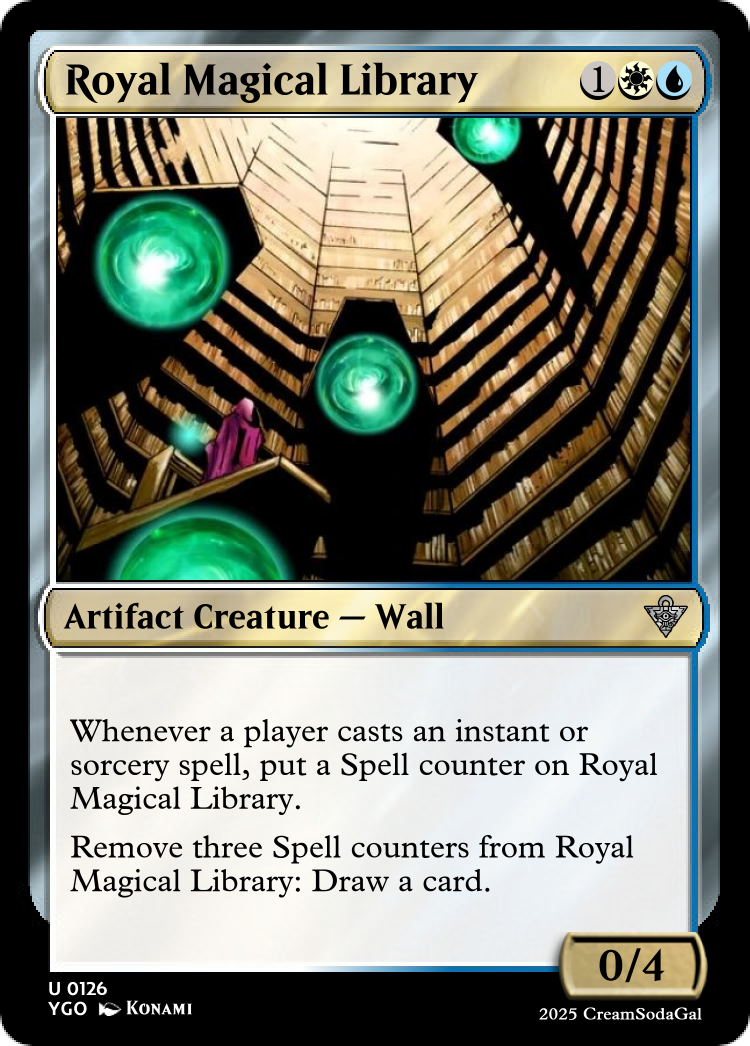 Royal Magical Library 1
Artifact Creature — Wall
Whenever a player casts an instant or
sorcery spell, put a Spell counter on Royal
Magical Library.
Remove three Spell counters from Royal
Magical Library: Draw a card.
0/4
U 0126
YGO KONAMI
2025 CreamSodaGal